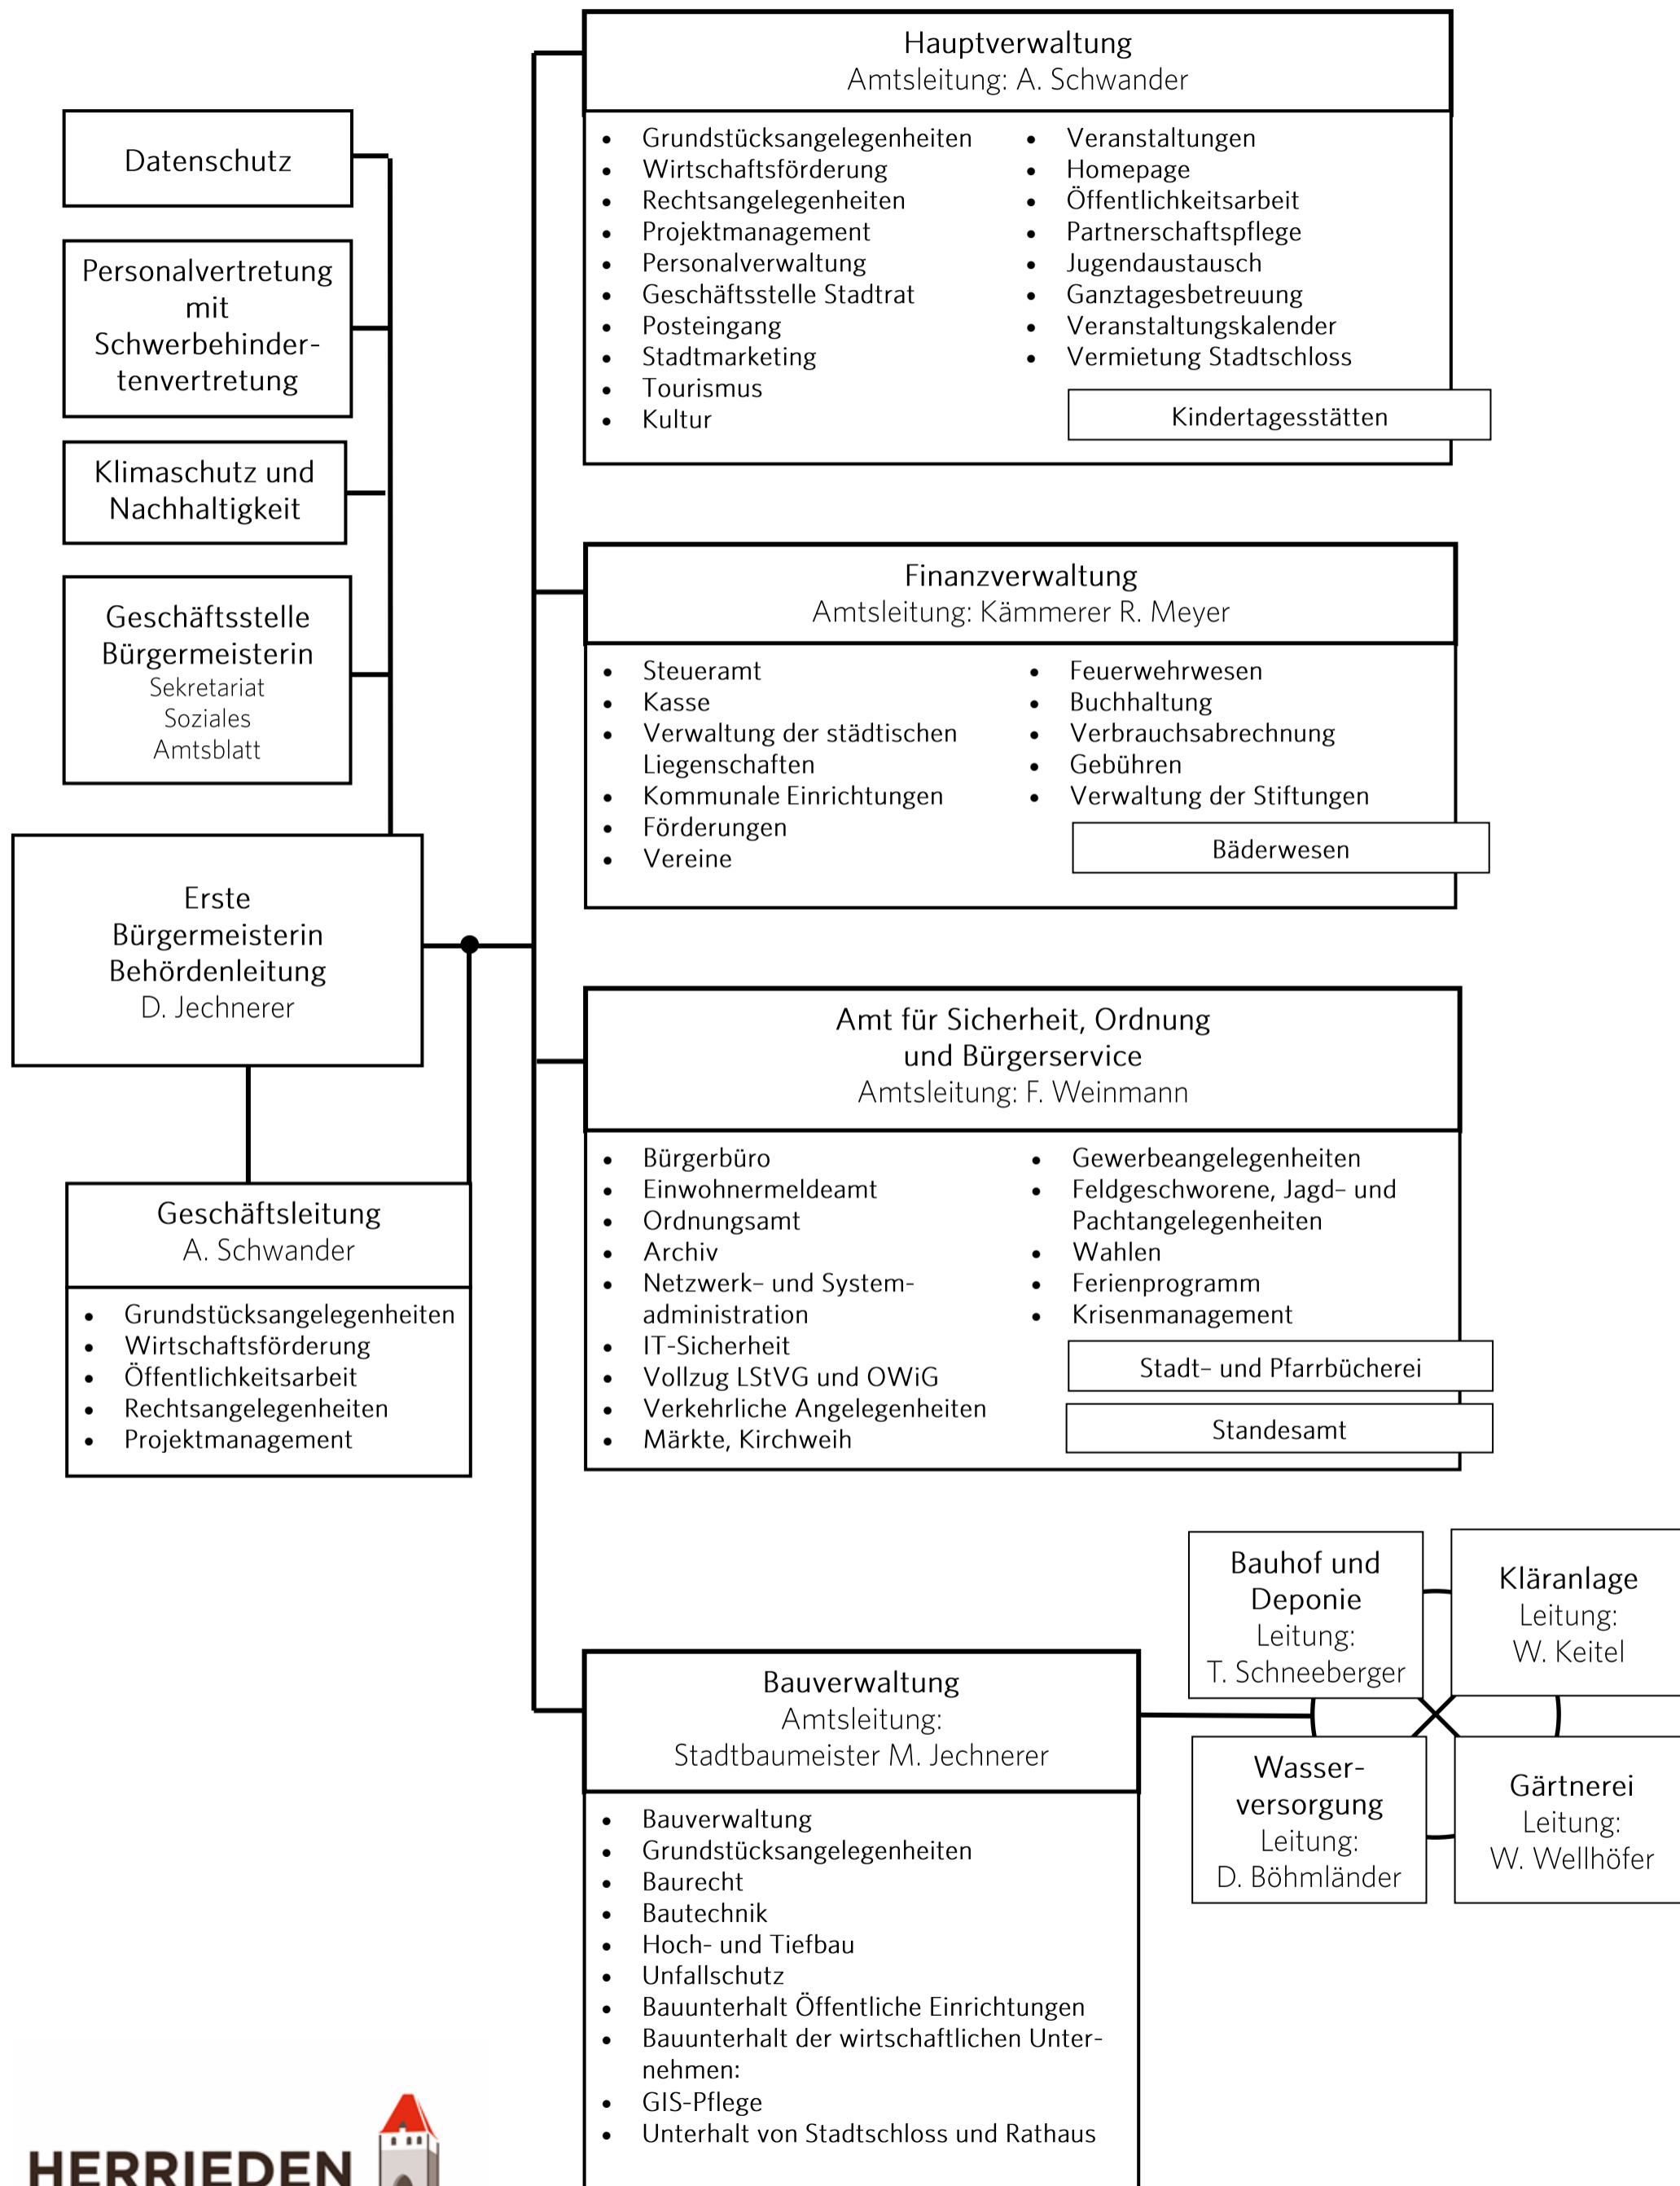 Datenschutz
Personalvertretung
mit
Schwerbehinder-
tenvertretung
Klimaschutz und
Nachhaltigkeit
Geschäftsstelle
Bürgermeisterin
Sekretariat
Soziales
Amtsblatt
Erste
Bürgermeisterin
Behördenleitung
D. Jechnerer
Geschäftsleitung
A. Schwander
• Grundstücksangelegenheiten
• Wirtschaftsförderung
• Öffentlichkeitsarbeit
• Rechtsangelegenheiten
• Projektmanagement
Hauptverwaltung
Amtsleitung: A. Schwander
• Grundstücksangelegenheiten
• Wirtschaftsförderung
• Rechtsangelegenheiten
• Projektmanagement
• Personalverwaltung
• Geschäftsstelle Stadtrat
• Posteingang
• Stadtmarketing
• Tourismus
• Kultur
• Veranstaltungen
• Homepage
• Öffentlichkeitsarbeit
• Partnerschaftspflege
• Jugendaustausch
• Ganztagesbetreuung
• Veranstaltungskalender
• Vermietung Stadtschloss
Kindertagesstätten
Finanzverwaltung
Amtsleitung: Kämmerer R. Meyer
• Steueramt
• Kasse
• Verwaltung der städtischen
Liegenschaften
• Kommunale Einrichtungen
• Förderungen
• Vereine
• Feuerwehrwesen
• Buchhaltung
• Verbrauchsabrechnung
• Gebühren
• Verwaltung der Stiftungen
Bäderwesen
Amt für Sicherheit, Ordnung
und Bürgerservice
Amtsleitung: F. Weinmann
• Bürgerbüro
• Einwohnermeldeamt
• Ordnungsamt
• Archiv
• Netzwerk– und System-
administration
• IT-Sicherheit
• Vollzug LStVG und OWiG
• Verkehrliche Angelegenheiten
• Märkte, Kirchweih
• Gewerbeangelegenheiten
• Feldgeschworene, Jagd– und
Pachtangelegenheiten
• Wahlen
• Ferienprogramm
• Krisenmanagement
Stadt– und Pfarrbücherei
Standesamt
Bauverwaltung
Amtsleitung:
Stadtbaumeister M. Jechnerer
• Bauverwaltung
• Grundstücksangelegenheiten
• Baurecht
• Bautechnik
• Hoch- und Tiefbau
• Unfallschutz
• Bauunterhalt Öffentliche Einrichtungen
• Bauunterhalt der wirtschaftlichen Unter-
nehmen:
• GIS-Pflege
• Unterhalt von Stadtschloss und Rathaus
Bauhof und
Deponie
Leitung:
T. Schneeberger
Kläranlage
Leitung:
W. Keitel
Wasser-
versorgung
Leitung:
D. Böhmländer
Gärtnerei
Leitung:
W. Wellhöfer
HERRIEDEN